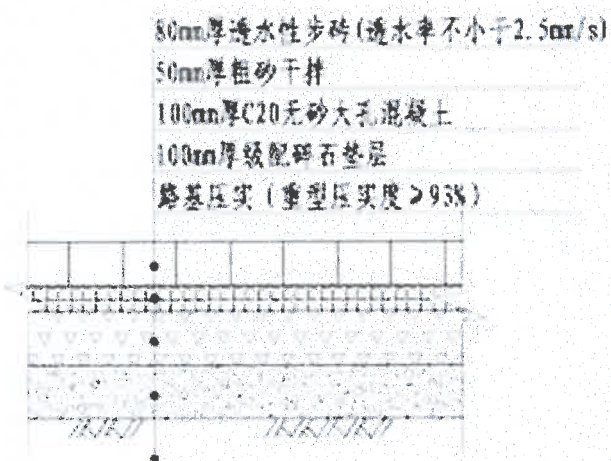 80mm厚透水性步砖(透水率不小于2.5mm/s)
50mm厚粗砂干拌
100mm厚C20无砂大孔混凝土
100mm厚级配碎石垫层
路基压实(重型压实度≥93%)